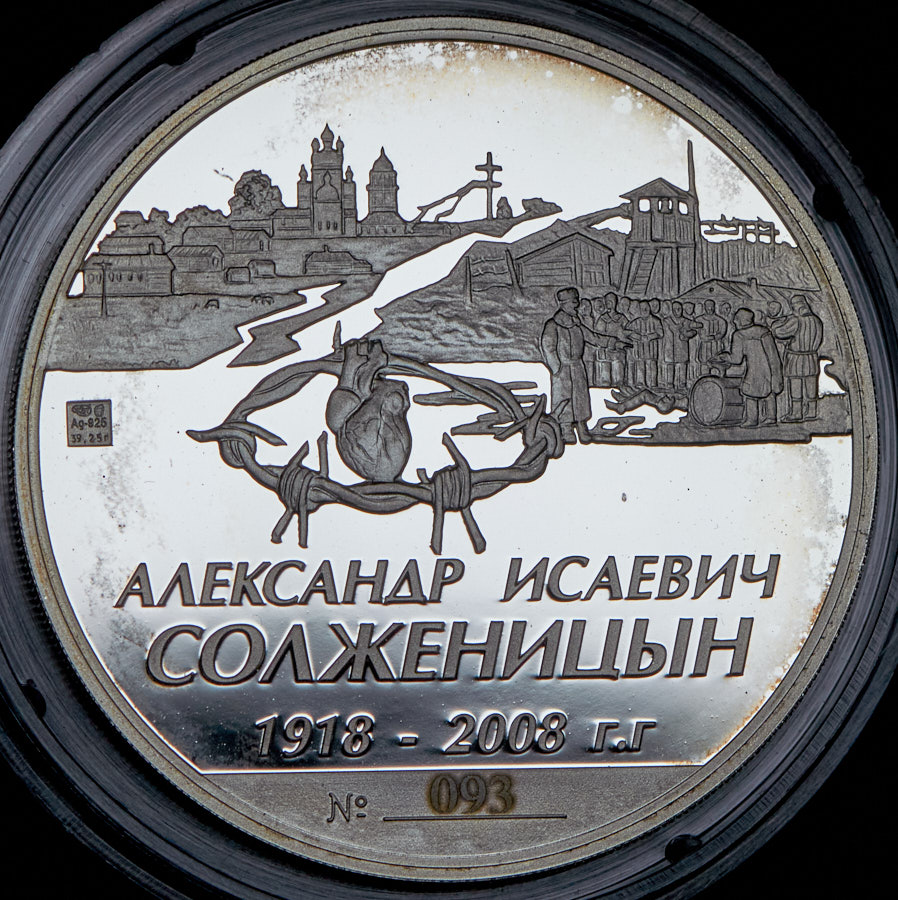 Ag-925
39,25г
АЛЕКСАНДР ИСАЕВИЧ
СОЛЖЕНИЦЫН
1918 - 2008 г.г
№ 093